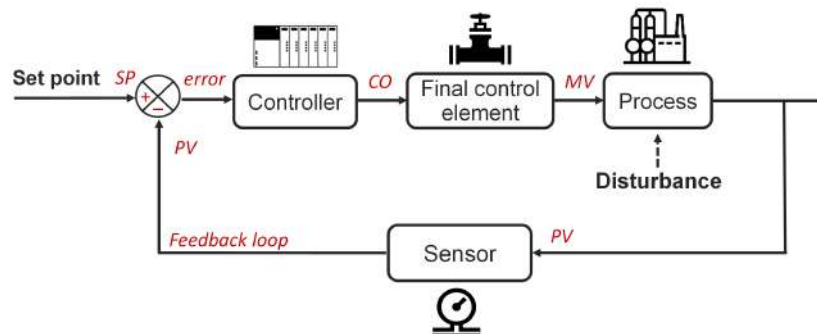 Set point
SP
+
−
error
Controller
CO
Final control
element
MV
Process
Disturbance
PV
Feedback loop
Sensor
PV